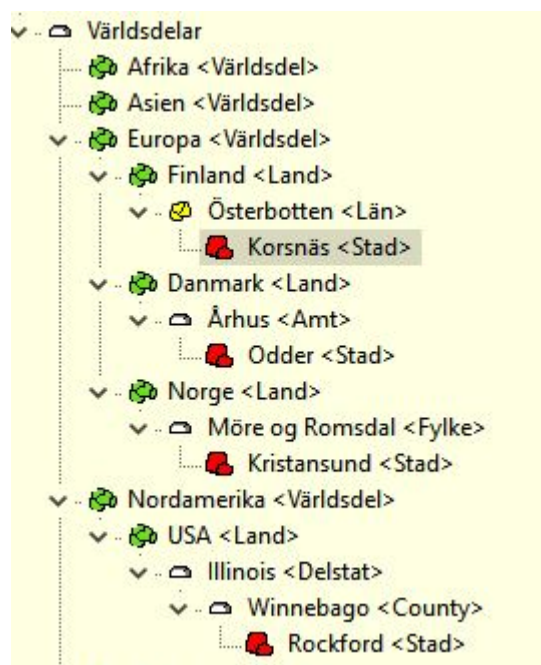 Världsdelar
Afrika <Världsdel>
Asien <Världsdel>
Europa <Världsdel>
Finland <Land>
Österbotten <Län>
Korsnäs <Stad>
Danmark <Land>
Århus <Amt>
Odder <Stad>
Norge <Land>
Möre og Romsdal <Fylke>
Kristansund <Stad>
Nordamerika <Världsdel>
USA <Land>
Illinois <Delstat>
Winnebago <County>
Rockford <Stad>